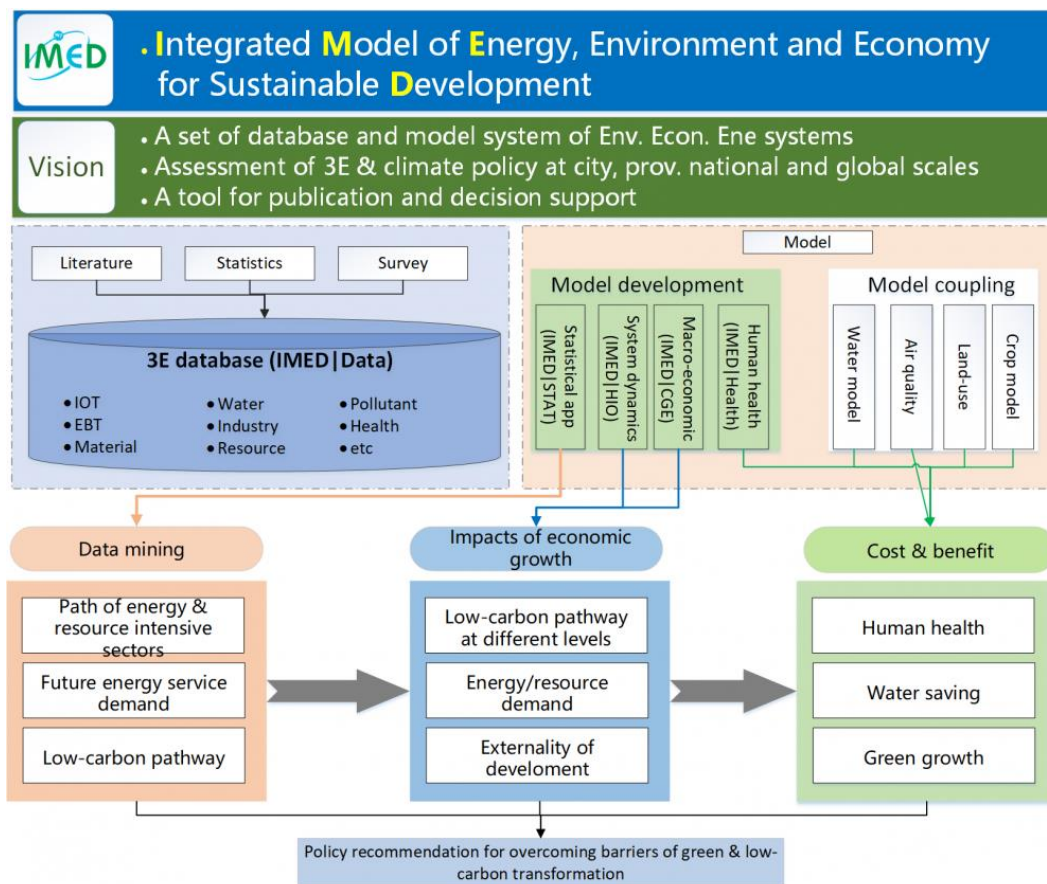 IMED
• Integrated Model of Energy, Environment and Economy
for Sustainable Development
Vision
• A set of database and model system of Env. Econ. Ene systems
• Assessment of 3E & climate policy at city, prov. national and global scales
• A tool for publication and decision support
Literature
Statistics
Survey
3E database (IMED|Data)
• IOT
• EBT
• Material
• Water
• Industry
• Resource
• Pollutant
• Health
• etc
Model
Model development
Statistical app
(IMED|STAT)
System dynamics
(IMED|HIO)
Macro-economic
(IMED|CGE)
Human health
(IMED|Health)
Model coupling
Water model
Air quality
Land-use
Crop model
Data mining
Path of energy &
resource intensive
sectors
Future energy service
demand
Low-carbon pathway
Impacts of economic
growth
Low-carbon pathway
at different levels
Energy/resource
demand
Externality of
develoment
Cost & benefit
Human health
Water saving
Green growth
Policy recommendation for overcoming barriers of green & low-
carbon transformation